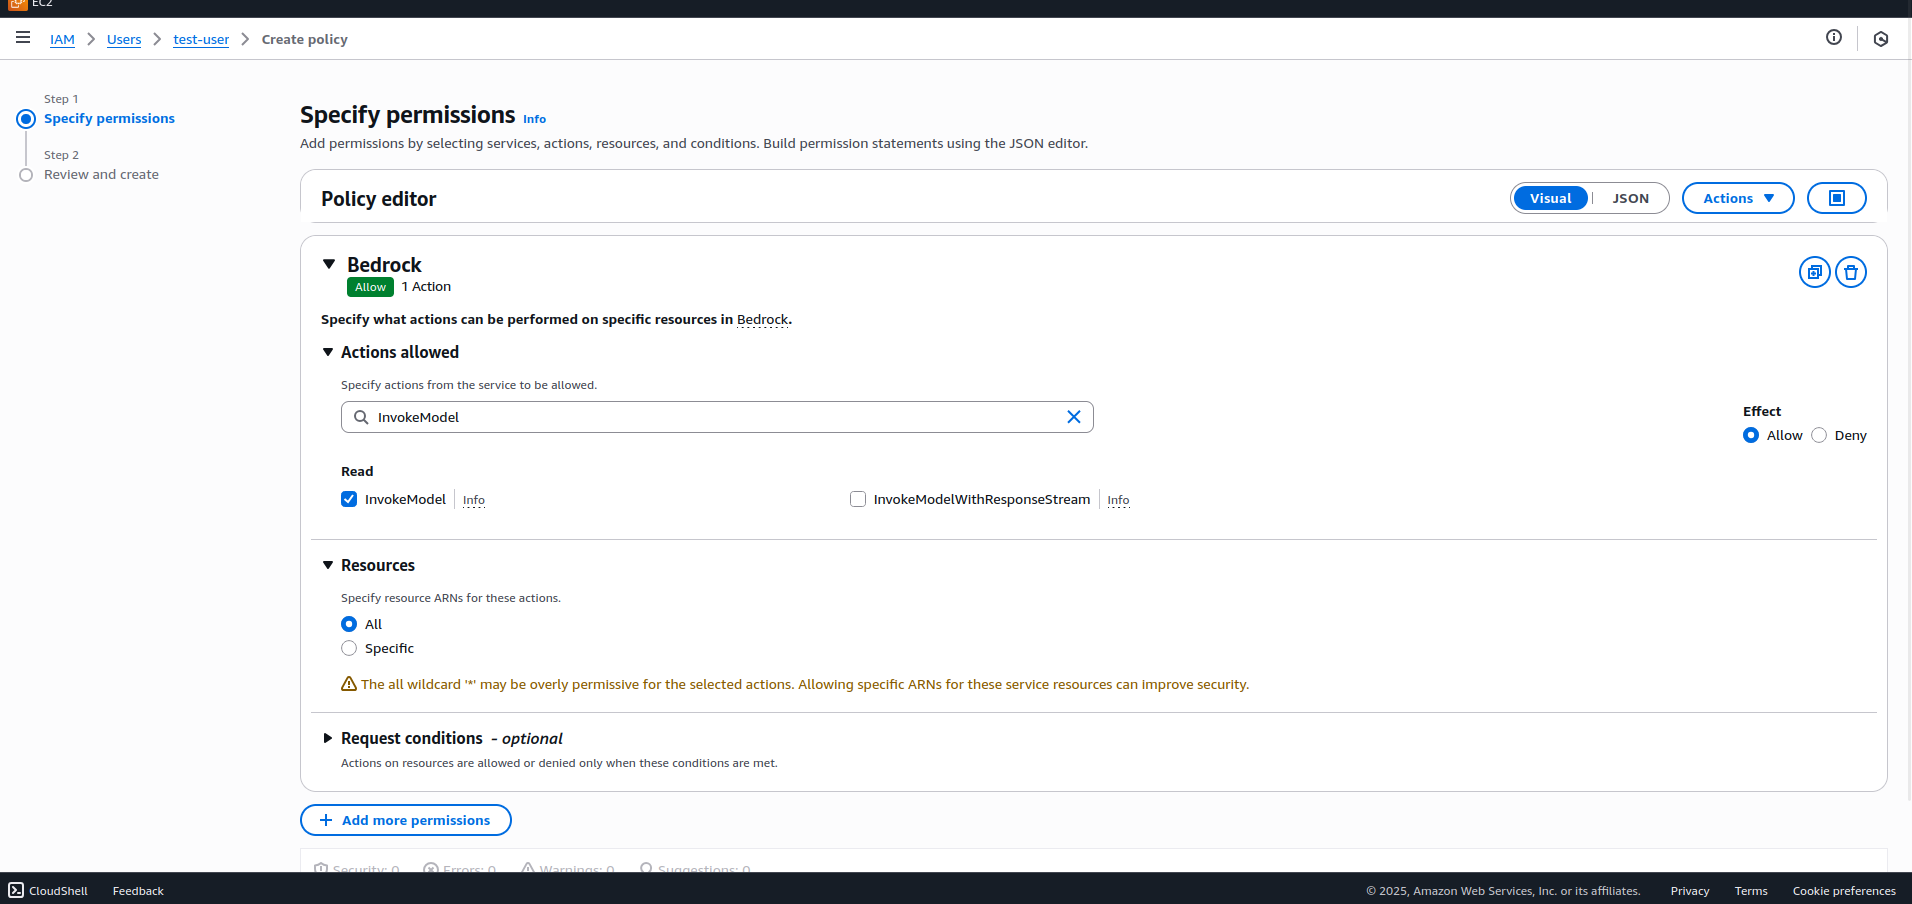 EC2
IAM > Users > test-user > Create policy
Step 1
Specify permissions
Step 2
Review and create
Specify permissions Info
Add permissions by selecting services, actions, resources, and conditions. Build permission statements using the JSON editor.
Policy editor
Visual | JSON
Actions
Bedrock
Allow 1 Action
Specify what actions can be performed on specific resources in Bedrock.
Actions allowed
Specify actions from the service to be allowed.
InvokeModel
Effect
Allow Deny
Read
InvokeModel | Info
InvokeModelWithResponseStream | Info
Resources
Specify resource ARNs for these actions.
All
Specific
The all wildcard '*' may be overly permissive for the selected actions. Allowing specific ARNs for these service resources can improve security.
Request conditions - optional
Actions on resources are allowed or denied only when these conditions are met.
+ Add more permissions
Security: 0 Errors: 0 Warnings: 0 Suggestions: 0
CloudShell Feedback © 2025, Amazon Web Services, Inc. or its affiliates. Privacy Terms Cookie preferences